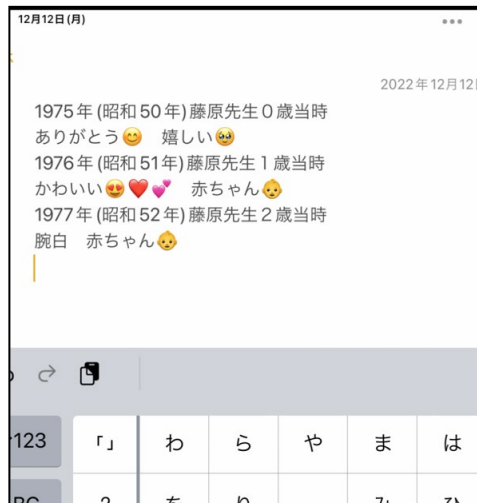 12月12日(月)
2022年12月12
1975年(昭和50年)藤原先生０歳当時
ありがとう😊　嬉しい🥹
1976年(昭和51年)藤原先生１歳当時
かわいい😍❤️💕　赤ちゃん👶
1977年(昭和52年)藤原先生２歳当時
腕白　赤ちゃん👶
123 「」 わ ら や ま は